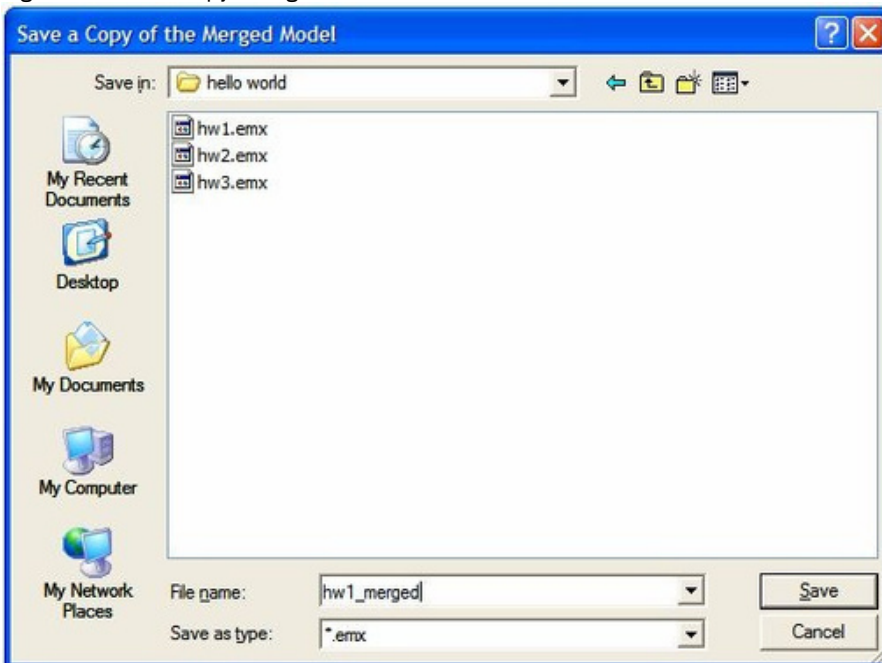 Save a Copy of the Merged Model
Save in: hello world
hw1.emx
hw2.emx
hw3.emx
My Recent
Documents
Desktop
My Documents
My Computer
My Network
Places
File name: hw1_merged Save
Save as type: *.emx Cancel